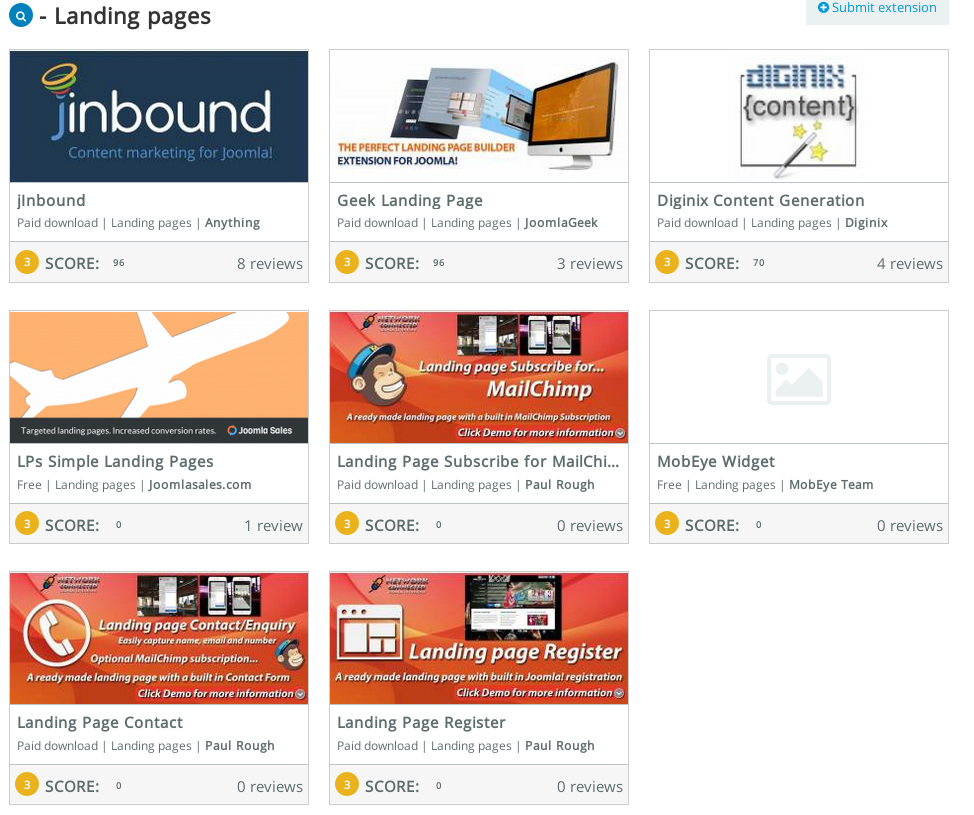 - Landing pages
Submit extension
jinbound
Content marketing for Joomla!
jInbound
Paid download | Landing pages | Anything
3 SCORE: 96 8 reviews
THE PERFECT LANDING PAGE BUILDER
EXTENSION FOR JOOMLA!
Geek Landing Page
Paid download | Landing pages | JoomlaGeek
3 SCORE: 96 3 reviews
DIGINIX
{content}
Diginix Content Generation
Paid download | Landing pages | Diginix
3 SCORE: 70 4 reviews
Targeted landing pages. Increased conversion rates. Joomla Sales
LPs Simple Landing Pages
Free | Landing pages | Joomlasales.com
3 SCORE: 0 1 review
NETWORK
CONNECTED
Landing page Subscribe for...
MailChimp
A ready made landing page with a built in MailChimp Subscription
Click Demo for more information
Landing Page Subscribe for MailChi...
Paid download | Landing pages | Paul Rough
3 SCORE: 0 0 reviews
MobEye Widget
Free | Landing pages | MobEye Team
3 SCORE: 0 0 reviews
NETWORK
CONNECTED
Landing page Contact/Enquiry
Easily capture name, email and number
Optional MailChimp subscription...
A ready made landing page with a built in Contact Form
Click Demo for more information
Landing Page Contact
Paid download | Landing pages | Paul Rough
3 SCORE: 0 0 reviews
NETWORK
CONNECTED
Landing page Register
A ready made landing page with built in Joomla! registration
Click Demo for more information
Landing Page Register
Paid download | Landing pages | Paul Rough
3 SCORE: 0 0 reviews